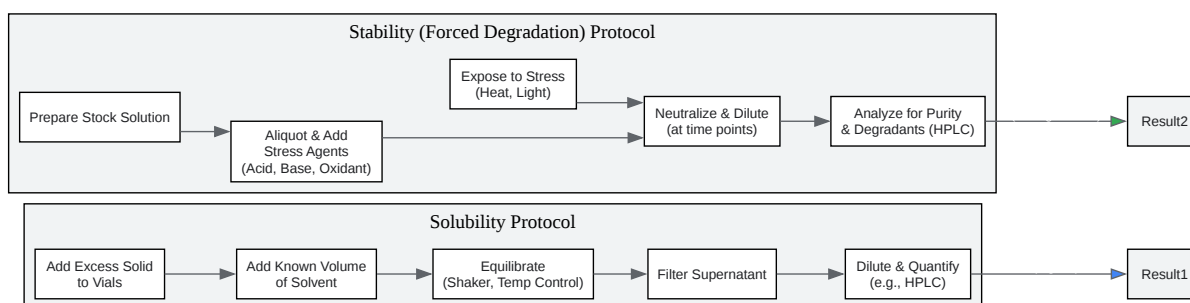 Stability (Forced Degradation) Protocol
Prepare Stock Solution
Aliquot & Add
Stress Agents
(Acid, Base, Oxidant)
Expose to Stress
(Heat, Light)
Neutralize & Dilute
(at time points)
Analyze for Purity
& Degradants (HPLC)
Result2
Solubility Protocol
Add Excess Solid
to Vials
Add Known Volume
of Solvent
Equilibrate
(Shaker, Temp Control)
Filter Supernatant
Dilute & Quantify
(e.g., HPLC)
Result1